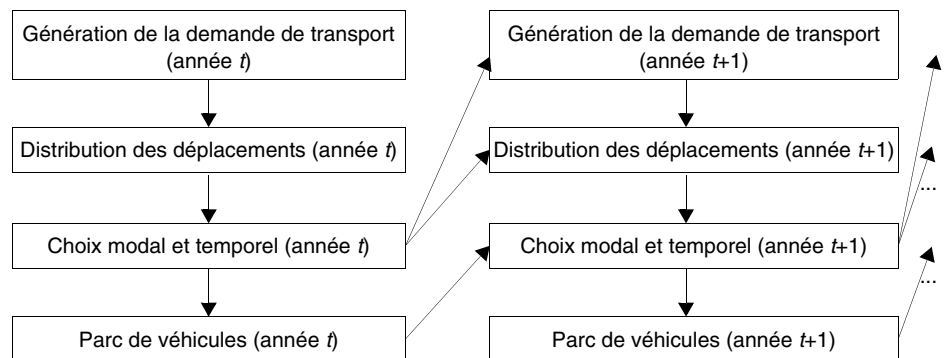 Génération de la demande de transport
(année t)
Distribution des déplacements (année t)
Choix modal et temporel (année t)
Parc de véhicules (année t)
Génération de la demande de transport
(année t+1)
Distribution des déplacements (année t+1)
Choix modal et temporel (année t+1)
Parc de véhicules (année t+1)
...
...